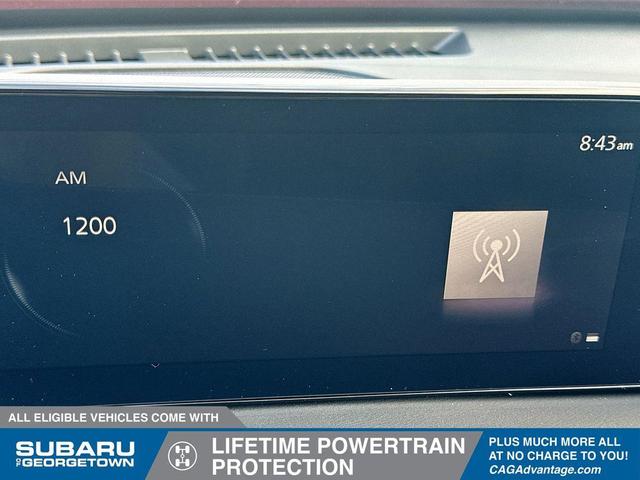 8:43am
AM
1200
ALL ELIGIBLE VEHICLES COME WITH
SUBARU
OF GEORGETOWN
LIFETIME POWERTRAIN
PROTECTION
PLUS MUCH MORE ALL
AT NO CHARGE TO YOU!
CAGAdvantage.com